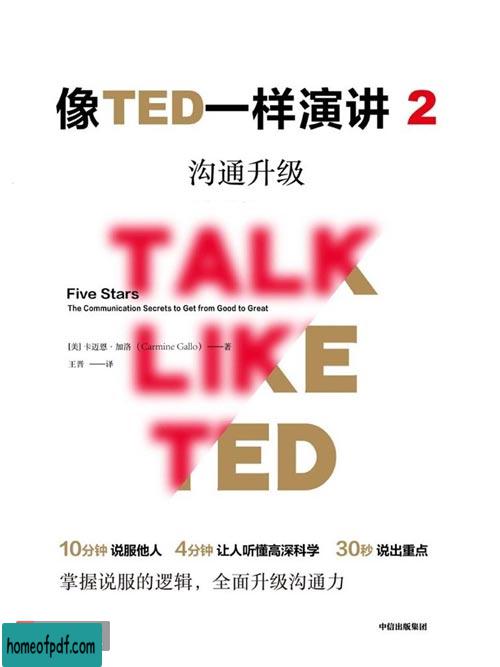 像TED一样演讲 2
沟通升级
TALK
Five Stars
The Communication Secrets to Get from Good to Great
[美] 卡迈恩·加洛（Carmine Gallo）——著
LIKE
王晋 ——译
TED
10分钟 说服他人 4分钟 让人听懂高深科学 30秒 说出重点
掌握说服的逻辑，全面升级沟通力
中信出版集团
homeofpdf.com